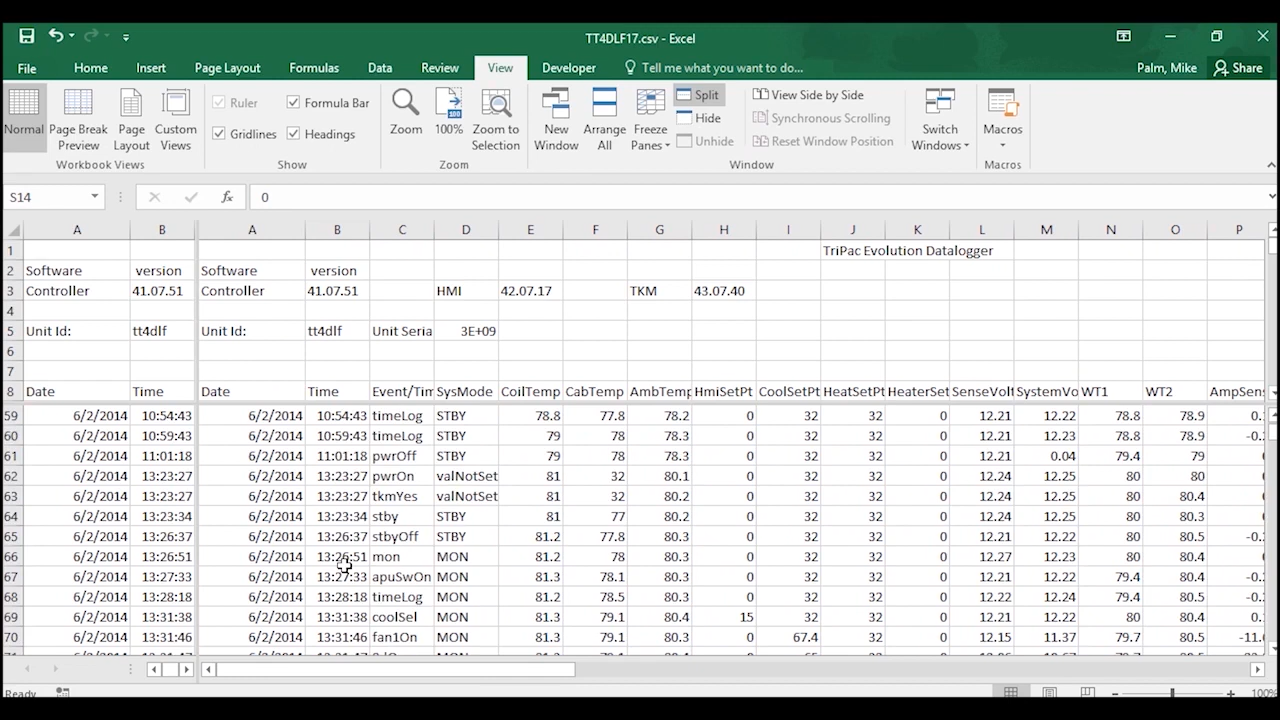 TT4DLF17.csv - Excel
File Home Insert Page Layout Formulas Data Review View Developer Tell me what you want to do... Palm, Mike Share
Ruler Formula Bar Split View Side by Side
Gridlines Headings Hide Synchronous Scrolling
Unhide Reset Window Position
Normal Page Break Preview Page Layout Custom Views Zoom 100% Zoom to Selection New Window Arrange All Freeze Panes Switch Windows Macros
Workbook Views Show Zoom Window Macros
S14 fx 0
A B A B C D E F G H I J K L M N O P
1 TriPac Evolution Datalogger
2 Software version Software version
3 Controller 41.07.51 Controller 41.07.51 HMI 42.07.17 TKM 43.07.40
4
5 Unit Id: tt4dlf Unit Id: tt4dlf Unit Seria 3E+09
6
7
8 Date Time Date Time Event/Tim SysMode CoilTemp CabTemp AmbTemp HmiSetPt CoolSetPt HeatSetPt HeaterSet SenseVolt SystemVo WT1 WT2 AmpSens
59 6/2/2014 10:54:43 6/2/2014 10:54:43 timeLog STBY 78.8 77.8 78.2 0 32 32 0 12.21 12.22 78.8 78.9 0.
60 6/2/2014 10:59:43 6/2/2014 10:59:43 timeLog STBY 79 78 78.3 0 32 32 0 12.21 12.23 78.8 78.9 -0.
61 6/2/2014 11:01:18 6/2/2014 11:01:18 pwrOff STBY 79 78 78.3 0 32 32 0 12.21 0.04 79.4 79
62 6/2/2014 13:23:27 6/2/2014 13:23:27 pwrOn valNotSet 81 32 80.1 0 32 32 0 12.24 12.25 80 80
63 6/2/2014 13:23:27 6/2/2014 13:23:27 tkmYes valNotSet 81 32 80.2 0 32 32 0 12.24 12.25 80 80.4
64 6/2/2014 13:23:34 6/2/2014 13:23:34 stby STBY 81 77 80.2 0 32 32 0 12.24 12.25 80 80.3
65 6/2/2014 13:26:37 6/2/2014 13:26:37 stbyOff STBY 81.2 77.8 80.3 0 32 32 0 12.21 12.22 80 80.5 -0.
66 6/2/2014 13:26:51 6/2/2014 13:26:51 mon MON 81.2 78 80.3 0 32 32 0 12.27 12.23 80 80.4
67 6/2/2014 13:27:33 6/2/2014 13:27:33 apuSwOn MON 81.3 78.1 80.3 0 32 32 0 12.21 12.22 79.4 80.4 -0.
68 6/2/2014 13:28:18 6/2/2014 13:28:18 timeLog MON 81.2 78.5 80.3 0 32 32 0 12.22 12.24 79.4 80.5 -0.
69 6/2/2014 13:31:38 6/2/2014 13:31:38 coolSel MON 81.3 79.1 80.4 15 32 32 0 12.21 12.22 80 80.4 0.
70 6/2/2014 13:31:46 6/2/2014 13:31:46 fan1On MON 81.3 79.1 80.3 0 67.4 32 0 12.15 11.37 79.7 80.5 -11.
Ready 100%